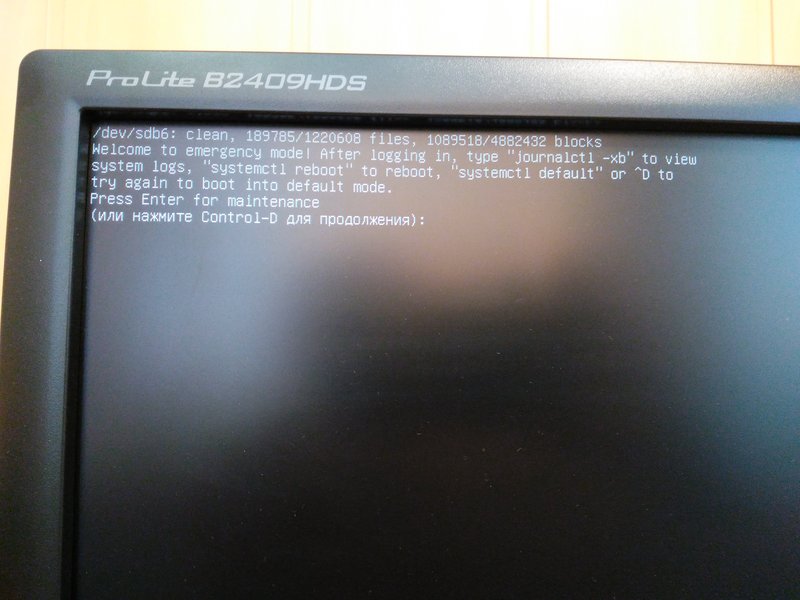 ProLite B2409HDS
/dev/sdb6: clean, 189785/1220608 files, 1089518/4882432 blocks
Welcome to emergency mode! After logging in, type "journalctl -xb" to view
system logs, "systemctl reboot" to reboot, "systemctl default" or ^D to
try again to boot into default mode.
Press Enter for maintenance
(или нажмите Control-D для продолжения):